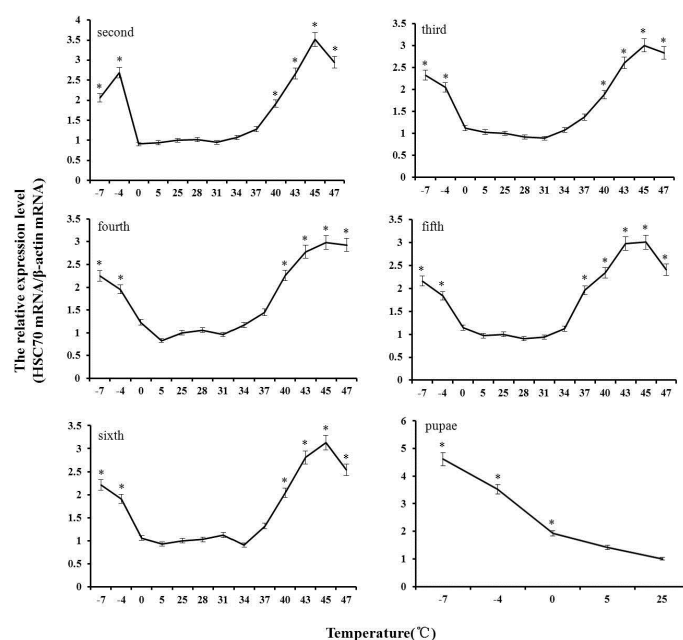 The relative expression level
(HSC70 mRNA/β-actin mRNA)
second
4
3.5
3
2.5
2
1.5
1
0.5
0
* * * * * *
-7 -4 0 5 25 28 31 34 37 40 43 45 47
third
3.5
3
2.5
2
1.5
1
0.5
0
* * * * * *
-7 -4 0 5 25 28 31 34 37 40 43 45 47
fourth
3.5
3
2.5
2
1.5
1
0.5
0
* * * * * *
-7 -4 0 5 25 28 31 34 37 40 43 45 47
fifth
3.5
3
2.5
2
1.5
1
0.5
0
* * * * * * *
-7 -4 0 5 25 28 31 34 37 40 43 45 47
sixth
3.5
3
2.5
2
1.5
1
0.5
0
* * * * * *
-7 -4 0 5 25 28 31 34 37 40 43 45 47
pupae
6
5
4
3
2
1
0
* * *
-7 -4 0 5 25
Temperature(℃)